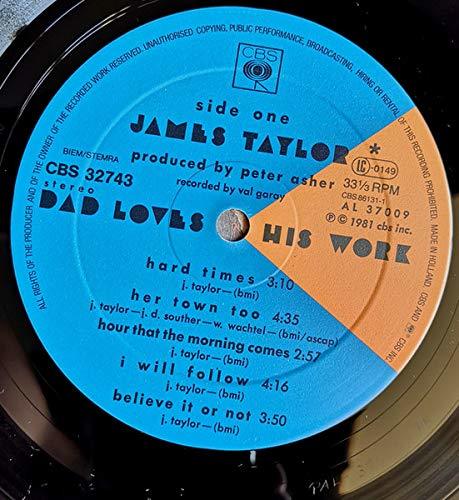 ALL RIGHTS OF THE PRODUCER AND OF THE OWNER OF THE RECORDED WORK RESERVED. UNAUTHORISED COPYING, PUBLIC PERFORMANCE, BROADCASTING, HIRING OR RENTAL OF THIS RECORDING PROHIBITED. MADE IN HOLLAND. CBS AND ARE CBS INC.
CBS
side one
JAMES TAYLOR*
BIEM/STEMRA
LC-0149
produced by peter asher
33⅓ RPM
CBS 32743
recorded by val garay
CBS 86131-1
stereo
AL 37009
DAD LOVES HIS WORK
℗ © 1981 cbs inc.
hard times 3:10
j. taylor—(bmi)
her town too 4:35
j. taylor—j. d. souther—w. wachtel—(bmi/ascap)
hour that the morning comes 2:57
j. taylor—(bmi)
i will follow 4:16
j. taylor—(bmi)
believe it or not 3:50
j. taylor—(bmi)